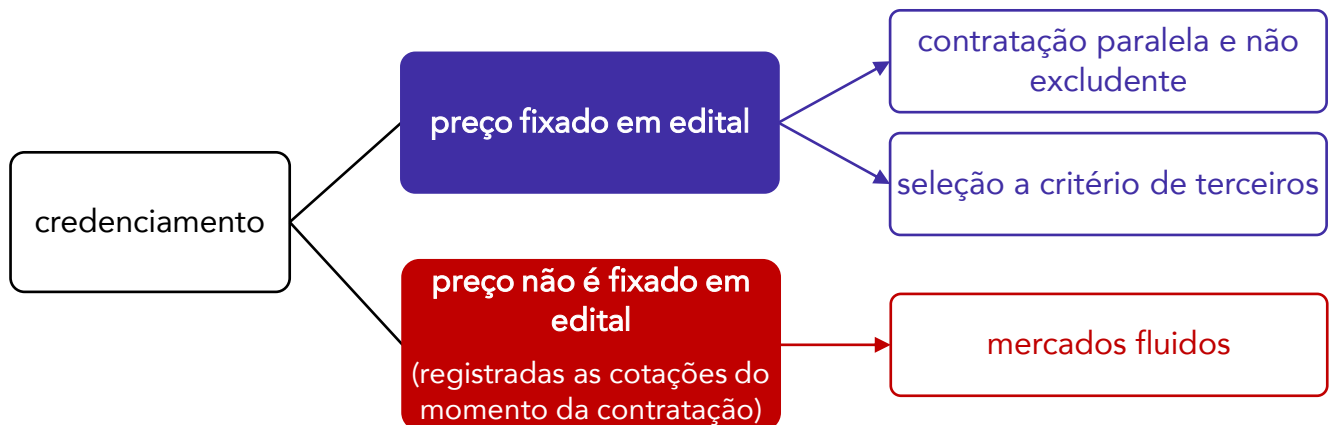 contratação paralela e não
excludente
preço fixado em edital
seleção a critério de terceiros
credenciamento
preço não é fixado em
edital
(registradas as cotações do
momento da contratação)
mercados fluidos